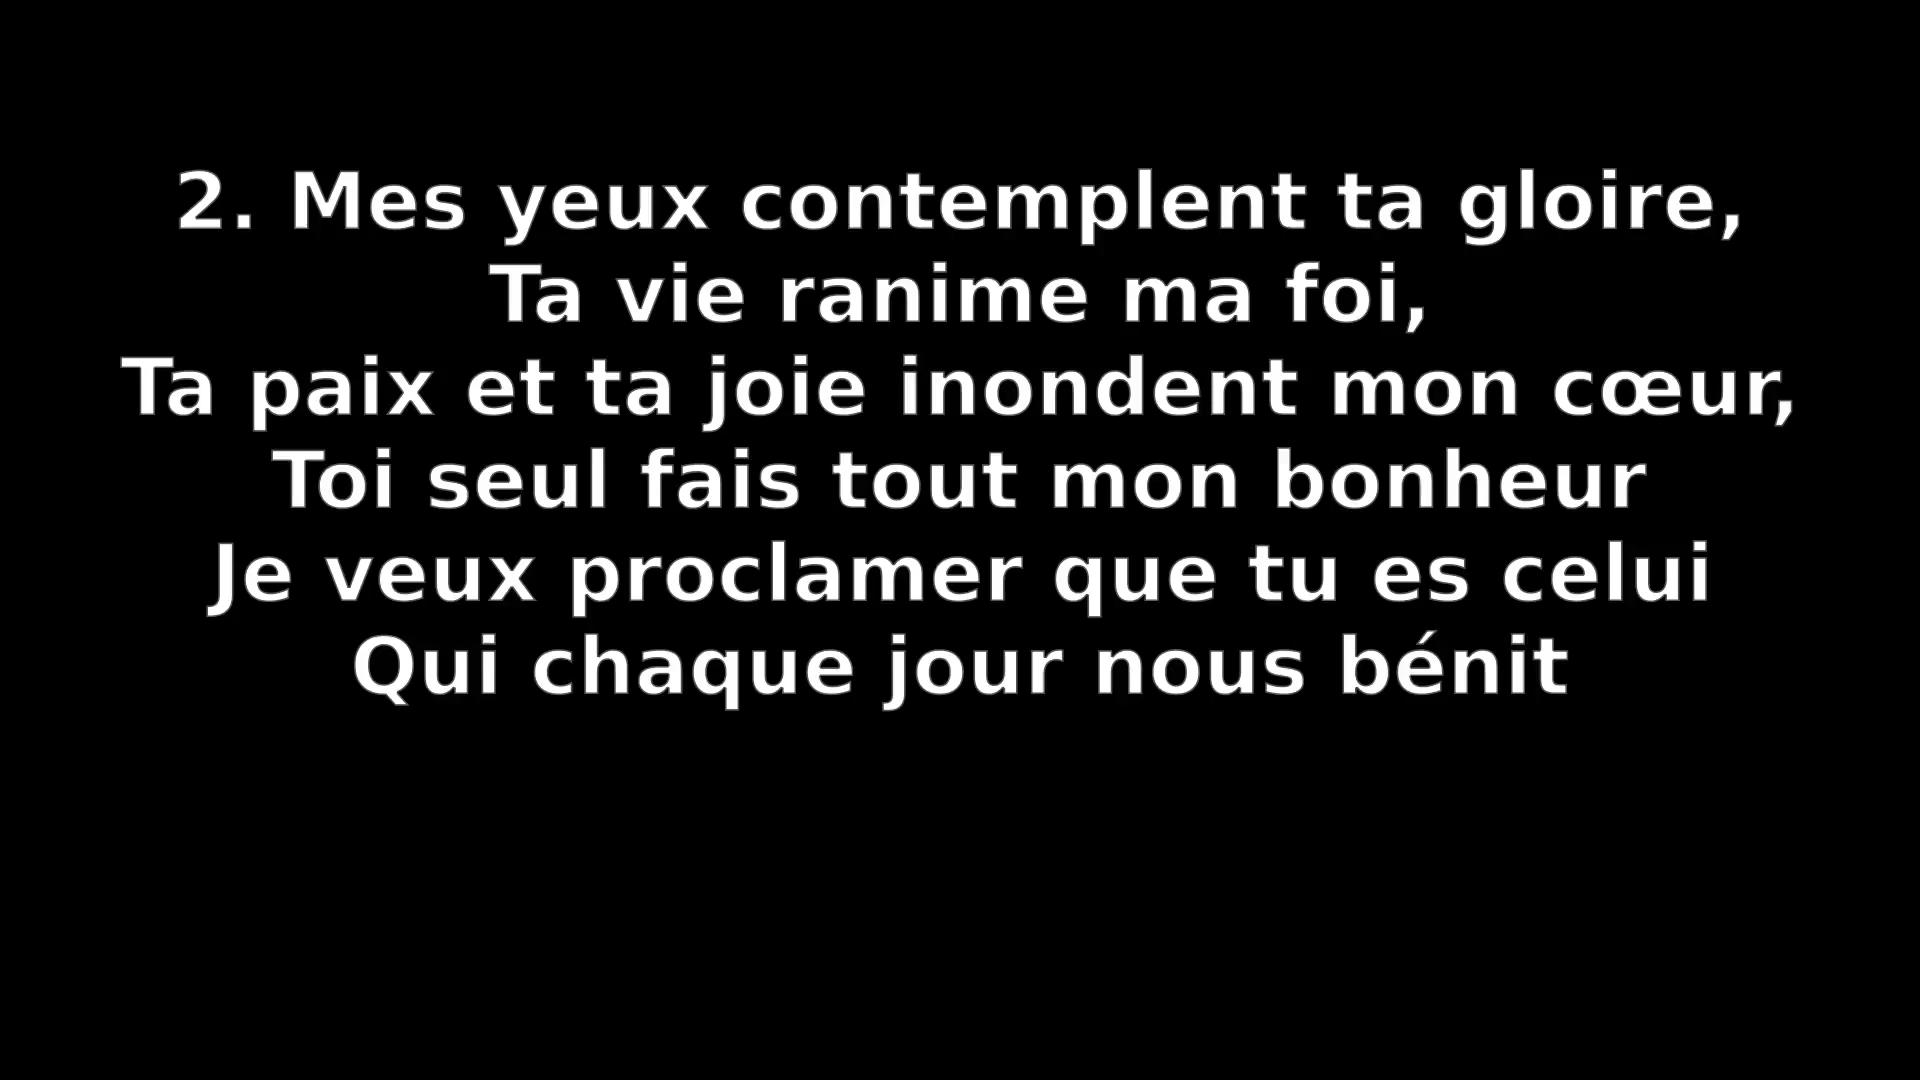 2. Mes yeux contemplent ta gloire,
Ta vie ranime ma foi,
Ta paix et ta joie inondent mon cœur,
Toi seul fais tout mon bonheur
Je veux proclamer que tu es celui
Qui chaque jour nous bénit